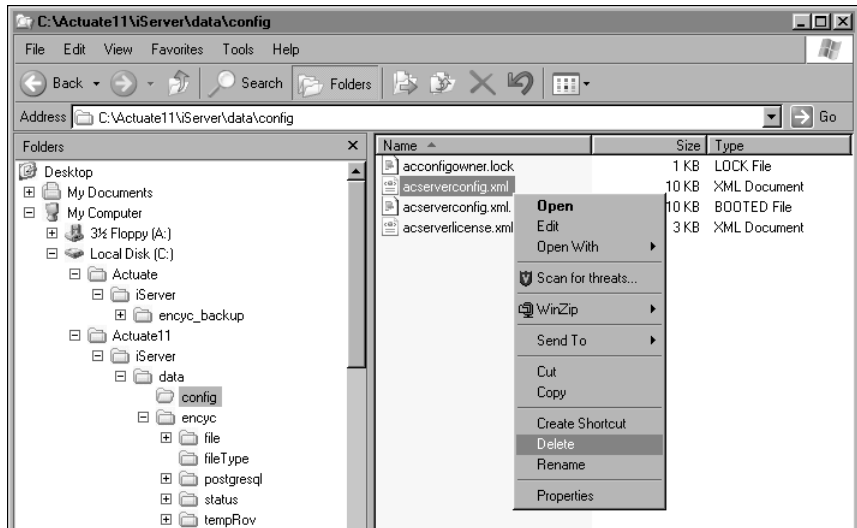 C:\Actuate11\iServer\data\config
File Edit View Favorites Tools Help
Back Search Folders
Address C:\Actuate11\iServer\data\config Go
Folders x
Desktop
My Documents
My Computer
3½ Floppy (A:)
Local Disk (C:)
Actuate
iServer
encyc_backup
Actuate11
iServer
data
config
encyc
file
fileType
postgresql
status
tempRov
Name Size Type
acconfigowner.lock 1 KB LOCK File
acserverconfig.xml 10 KB XML Document
acserverconfig.xml. 10 KB BOOTED File
acserverlicense.xml 3 KB XML Document
Open
Edit
Open With
Scan for threats...
WinZip
Send To
Cut
Copy
Create Shortcut
Delete
Rename
Properties